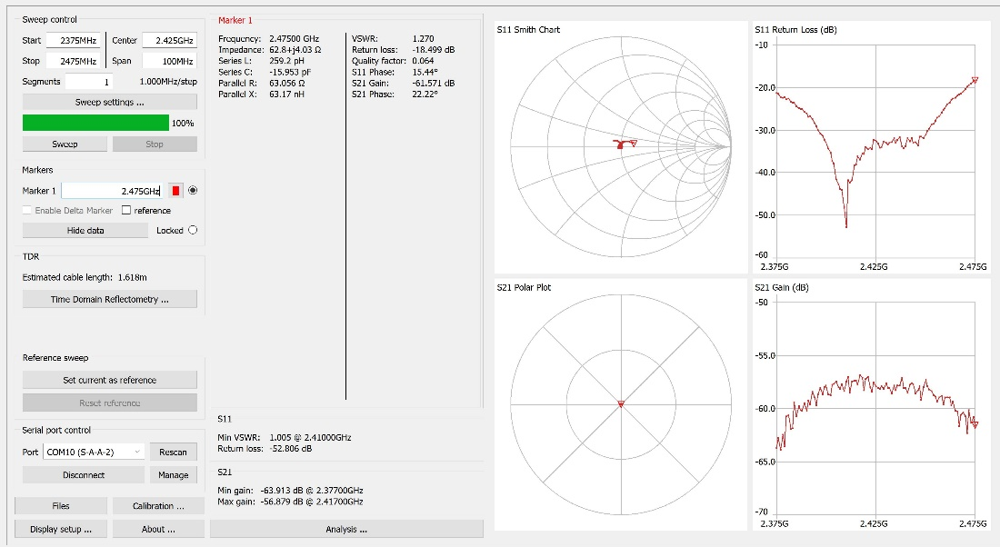 Sweep control
Start 2375MHz Center 2.425GHz
Stop 2475MHz Span 100MHz
Segments 1 1.000MHz/step
Sweep settings ...
100%
Sweep Stop
Markers
Marker 1 2.475GHz
Enable Delta Marker reference
Hide data Locked
TDR
Estimated cable length: 1.618m
Time Domain Reflectometry ...
Reference sweep
Set current as reference
Reset reference
Serial port control
Port COM10 (S-A-A-2) Rescan
Disconnect Manage
Files Calibration ...
Display setup ... About ...
Marker 1
Frequency: 2.47500 GHz
Impedance: 62.8+j4.03 Ω
Series L: 259.2 pH
Series C: -15.953 pF
Parallel R: 63.056 Ω
Parallel X: 63.17 nH
VSWR: 1.270
Return loss: -18.499 dB
Quality factor: 0.064
S11 Phase: 15.44°
S21 Gain: -61.571 dB
S21 Phase: 22.22°
S11
Min VSWR: 1.005 @ 2.41000GHz
Return loss: -52.806 dB
S21
Min gain: -63.913 dB @ 2.37700GHz
Max gain: -56.879 dB @ 2.41700GHz
Analysis ...
S11 Smith Chart
S11 Return Loss (dB)
-10
-20.0
-30.0
-40.0
-50.0
-60
2.375G 2.425G 2.475G
S21 Polar Plot
S21 Gain (dB)
-50
-55.0
-60.0
-65.0
-70
2.375G 2.425G 2.475G